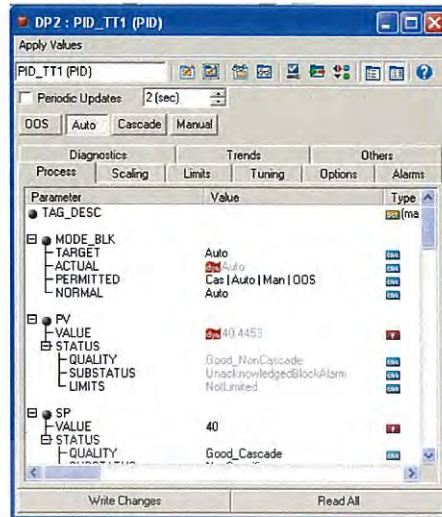 DP2 : PID_TT1 (PID)
Apply Values
PID_TT1 (PID)
Periodic Updates 2 (sec)
OOS Auto Cascade Manual
Diagnostics Trends Others
Process Scaling Limits Tuning Options Alarms
Parameter Value Type
TAG_DESC (ma
MODE_BLK
TARGET Auto
ACTUAL Auto
PERMITTED Cas | Auto | Man | OOS
NORMAL Auto
PV
VALUE 40.4453
STATUS
QUALITY Good_NonCascade
SUBSTATUS UnacknowledgedBlockAlarm
LIMITS NotLimited
SP
VALUE 40
STATUS
QUALITY Good_Cascade
Write Changes Read All